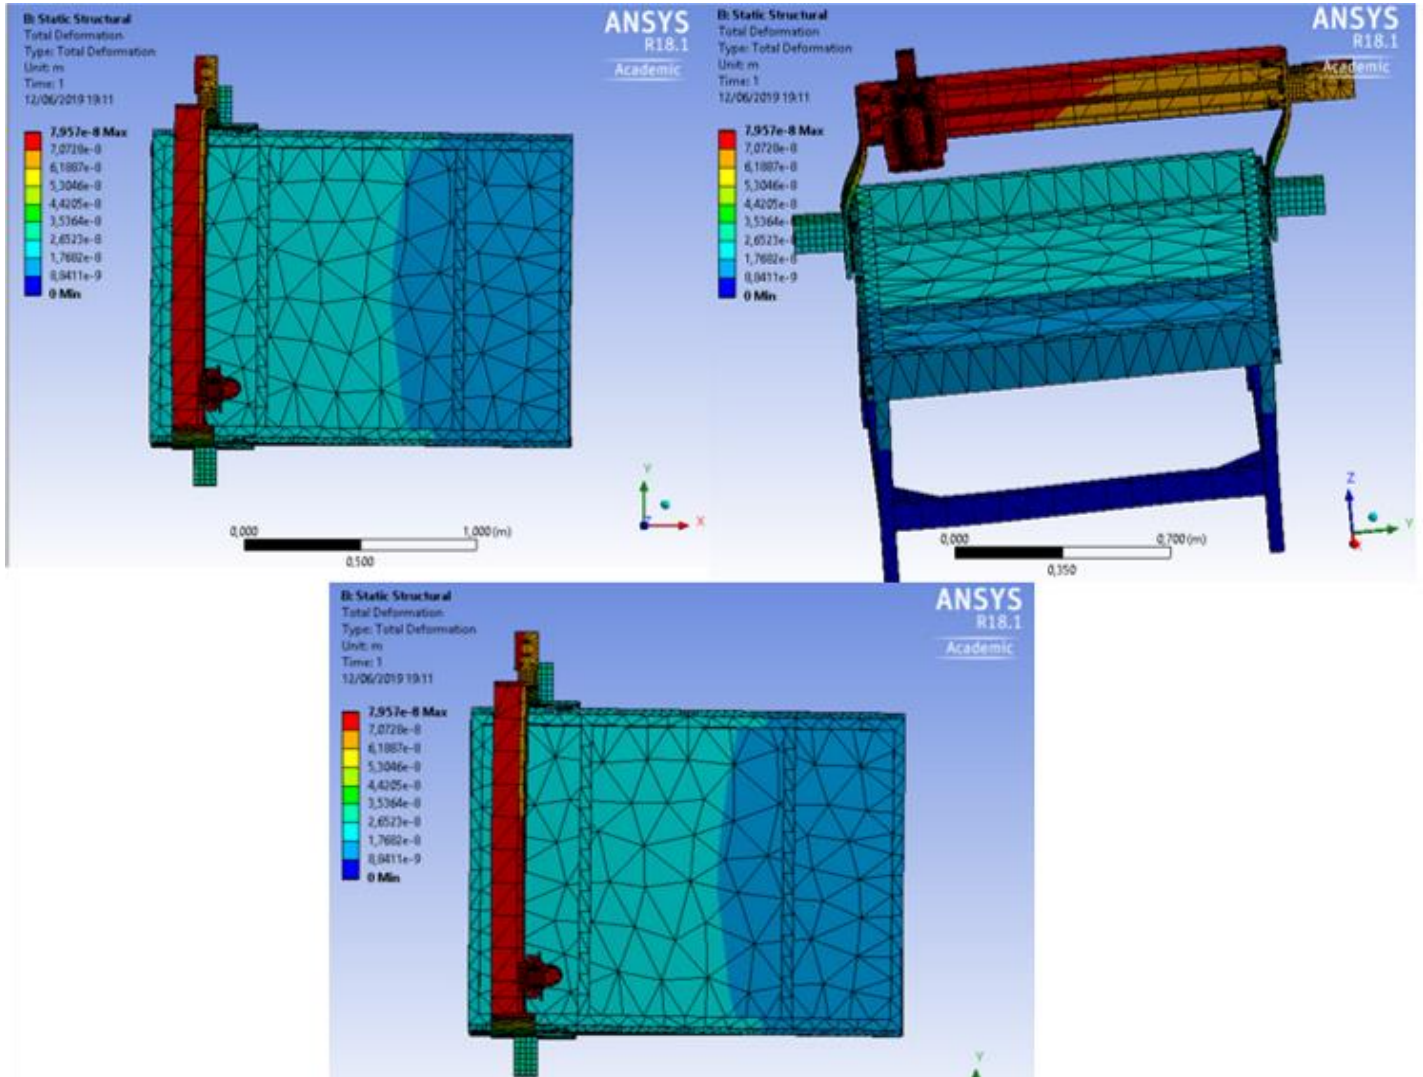 B: Static Structural
Total Deformation
Type: Total Deformation
Unit: m
Time: 1
12/06/2019 19:11
7,957e-8 Max
7,0728e-8
6,1887e-8
5,3046e-8
4,4205e-8
3,5364e-8
2,6523e-8
1,7682e-8
8,8411e-9
0 Min
ANSYS
R18.1
Academic
Y
Z
X
0,000
1,000 (m)
0,500
B: Static Structural
Total Deformation
Type: Total Deformation
Unit: m
Time: 1
12/06/2019 19:11
7,957e-8 Max
7,0728e-8
6,1887e-8
5,3046e-8
4,4205e-8
3,5364e-8
2,6523e-8
1,7682e-8
8,8411e-9
0 Min
ANSYS
R18.1
Academic
Z
Y
X
0,000
0,700 (m)
0,350
B: Static Structural
Total Deformation
Type: Total Deformation
Unit: m
Time: 1
12/06/2019 19:11
7,957e-8 Max
7,0728e-8
6,1887e-8
5,3046e-8
4,4205e-8
3,5364e-8
2,6523e-8
1,7682e-8
8,8411e-9
0 Min
ANSYS
R18.1
Academic
Y